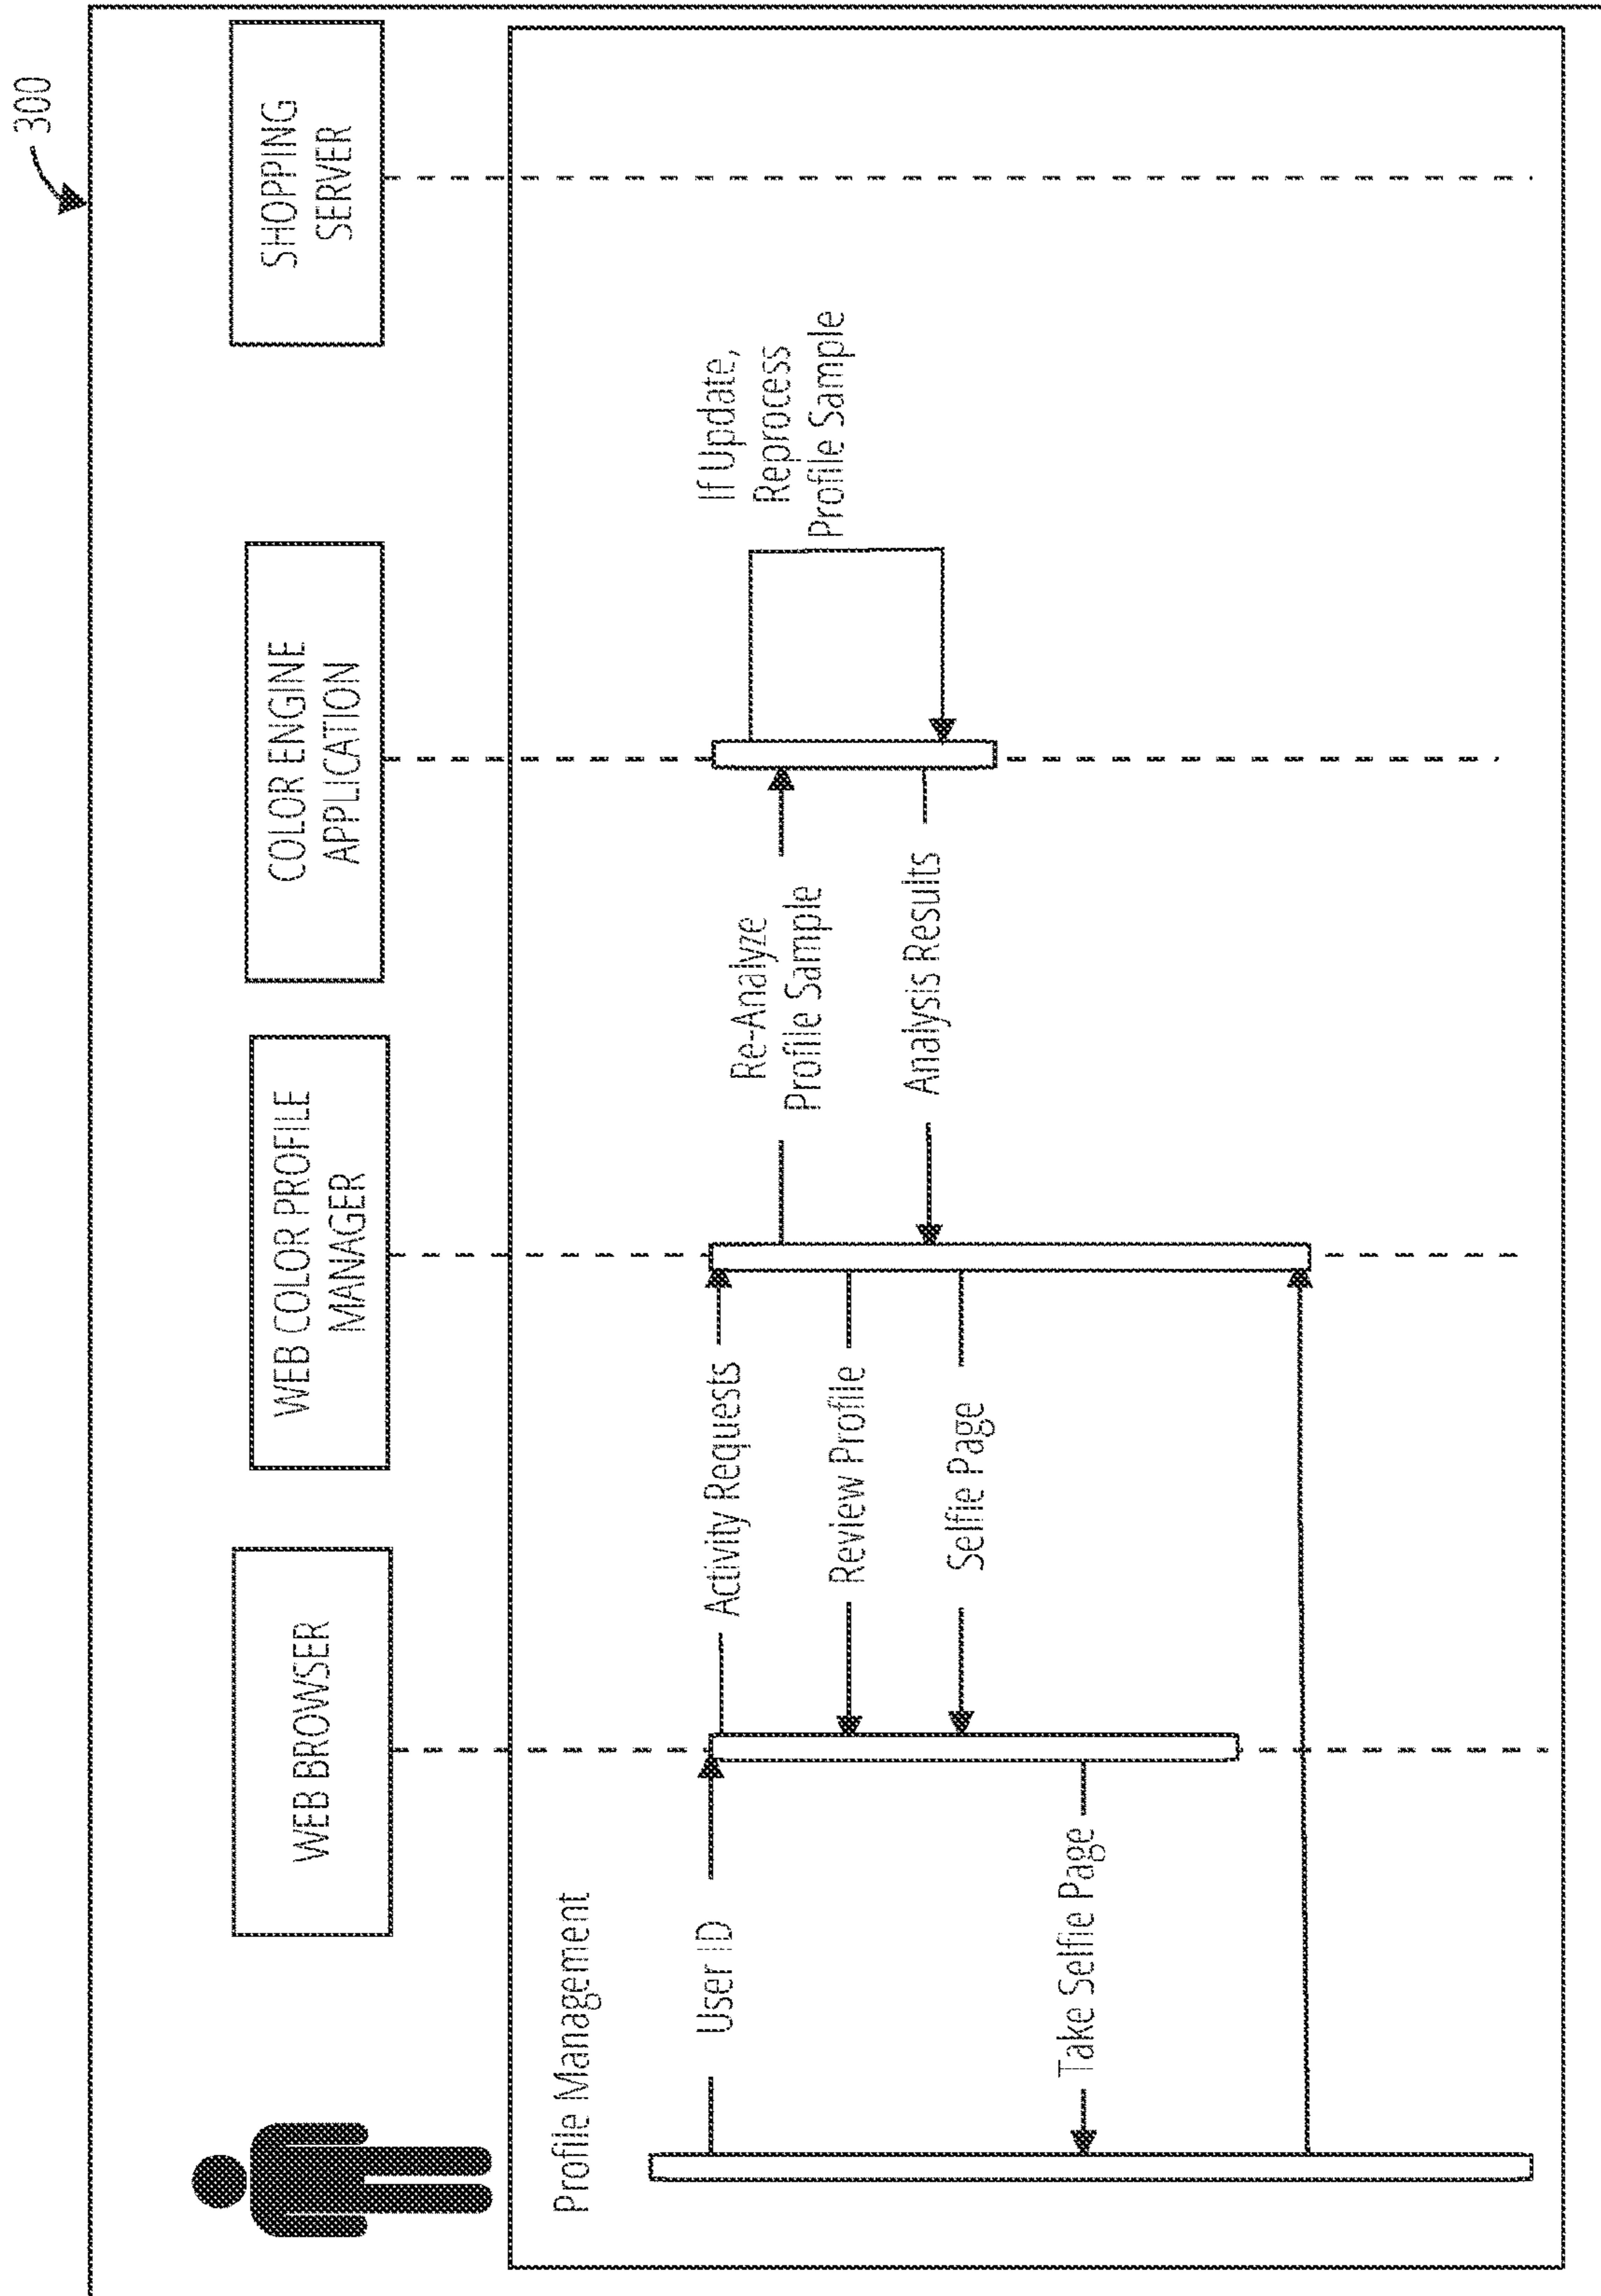 300
WEB BROWSER
WEB COLOR PROFILE
MANAGER
COLOR ENGINE
APPLICATION
SHOPPING
SERVER
Profile Management
User ID
Activity Requests
Re-Analyze
Profile Sample
If Update,
Reprocess
Profile Sample
Review Profile
Analysis Results
Selfie Page
Take Selfie Page